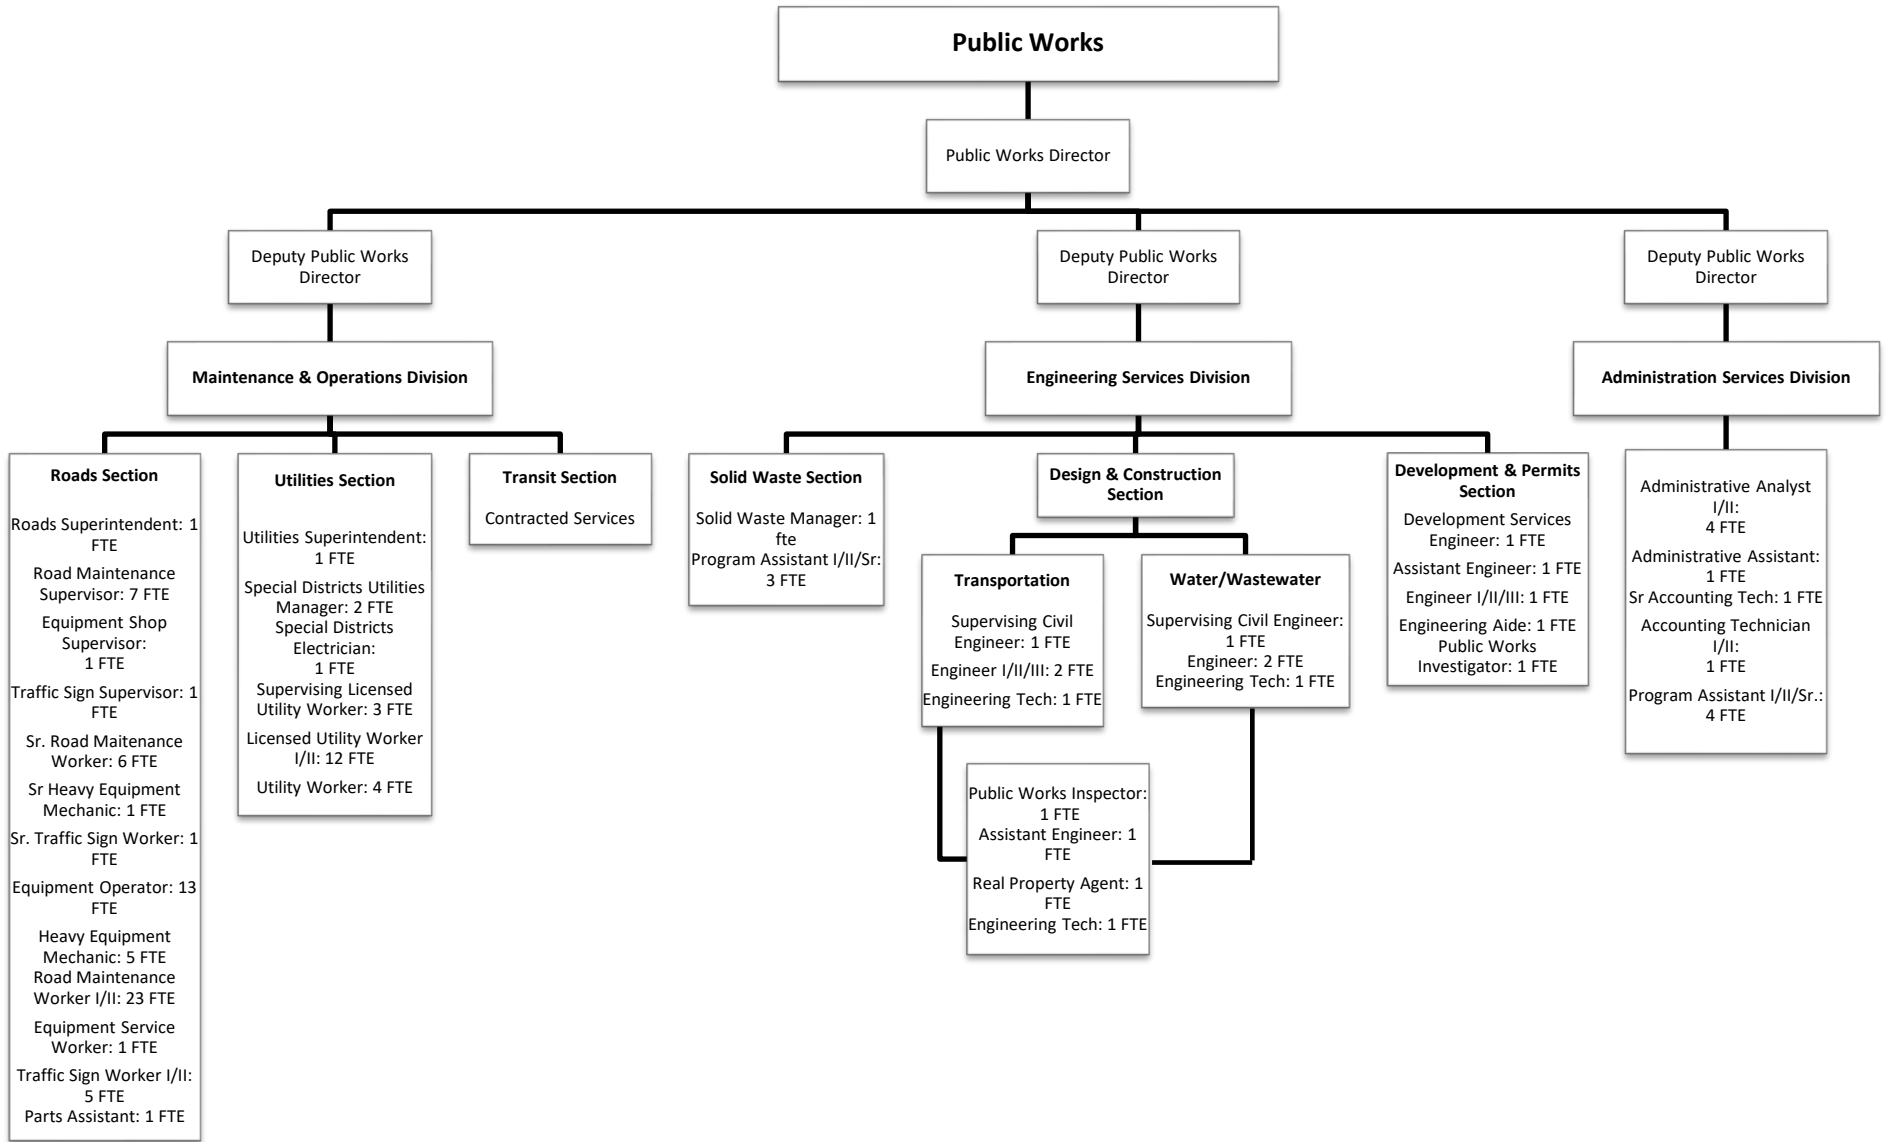 Public Works
Public Works Director
Deputy Public Works
Director
Deputy Public Works
Director
Deputy Public Works
Director
Maintenance & Operations Division
Engineering Services Division
Administration Services Division
Roads Section
Roads Superintendent: 1
FTE
Road Maintenance
Supervisor: 7 FTE
Equipment Shop
Supervisor:
1 FTE
Traffic Sign Supervisor: 1
FTE
Sr. Road Maitenance
Worker: 6 FTE
Sr Heavy Equipment
Mechanic: 1 FTE
Sr. Traffic Sign Worker: 1
FTE
Equipment Operator: 13
FTE
Heavy Equipment
Mechanic: 5 FTE
Road Maintenance
Worker I/II: 23 FTE
Equipment Service
Worker: 1 FTE
Traffic Sign Worker I/II:
5 FTE
Parts Assistant: 1 FTE
Utilities Section
Utilities Superintendent:
1 FTE
Special Districts Utilities
Manager: 2 FTE
Special Districts
Electrician:
1 FTE
Supervising Licensed
Utility Worker: 3 FTE
Licensed Utility Worker
I/II: 12 FTE
Utility Worker: 4 FTE
Transit Section
Contracted Services
Solid Waste Section
Solid Waste Manager: 1
fte
Program Assistant I/II/Sr:
3 FTE
Design & Construction
Section
Transportation
Supervising Civil
Engineer: 1 FTE
Engineer I/II/III: 2 FTE
Engineering Tech: 1 FTE
Water/Wastewater
Supervising Civil Engineer:
1 FTE
Engineer: 2 FTE
Engineering Tech: 1 FTE
Public Works Inspector:
1 FTE
Assistant Engineer: 1
FTE
Real Property Agent: 1
FTE
Engineering Tech: 1 FTE
Development & Permits
Section
Development Services
Engineer: 1 FTE
Assistant Engineer: 1 FTE
Engineer I/II/III: 1 FTE
Engineering Aide: 1 FTE
Public Works
Investigator: 1 FTE
Administrative Analyst
I/II:
4 FTE
Administrative Assistant:
1 FTE
Sr Accounting Tech: 1 FTE
Accounting Technician
I/II:
1 FTE
Program Assistant I/II/Sr.:
4 FTE